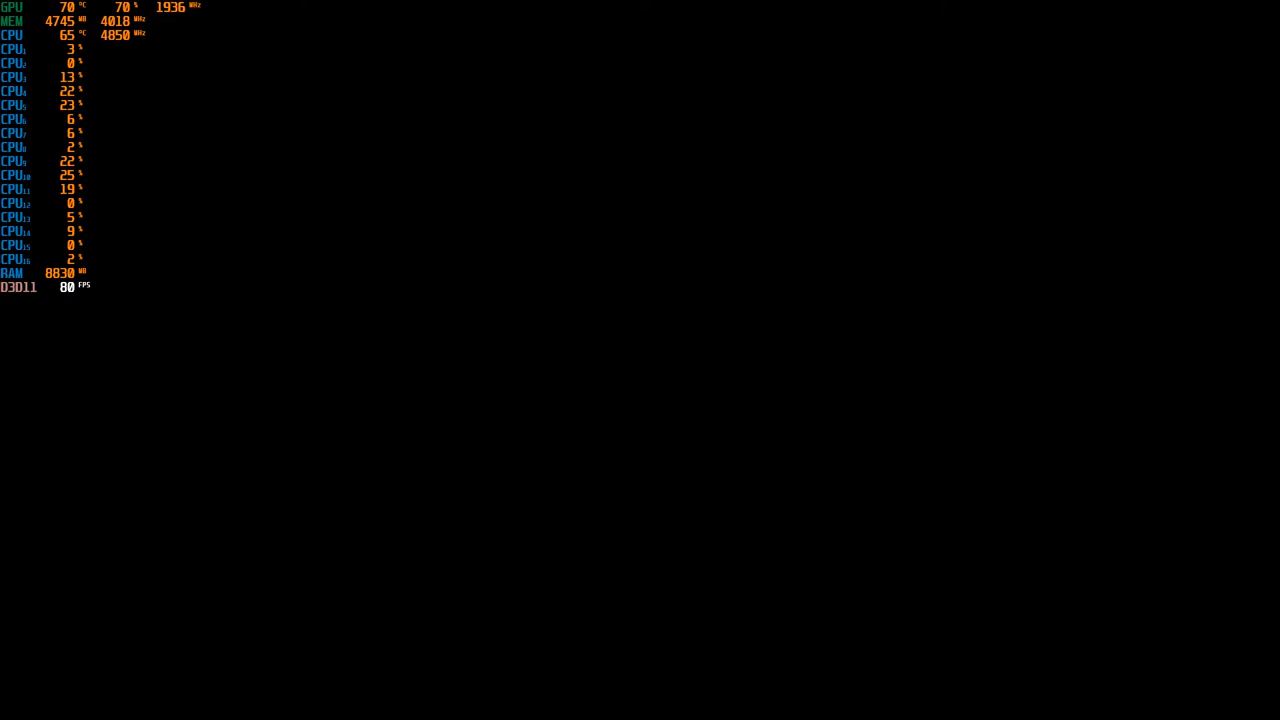 GPU 70 °C 70 % 1936 MHz
MEM 4745 MB 4018 MHz
CPU 65 °C 4850 MHz
CPU1 3 %
CPU2 0 %
CPU3 13 %
CPU4 22 %
CPU5 23 %
CPU6 6 %
CPU7 6 %
CPU8 2 %
CPU9 22 %
CPU10 25 %
CPU11 19 %
CPU12 0 %
CPU13 5 %
CPU14 9 %
CPU15 0 %
CPU16 2 %
RAM 8830 MB
D3D11 80 FPS